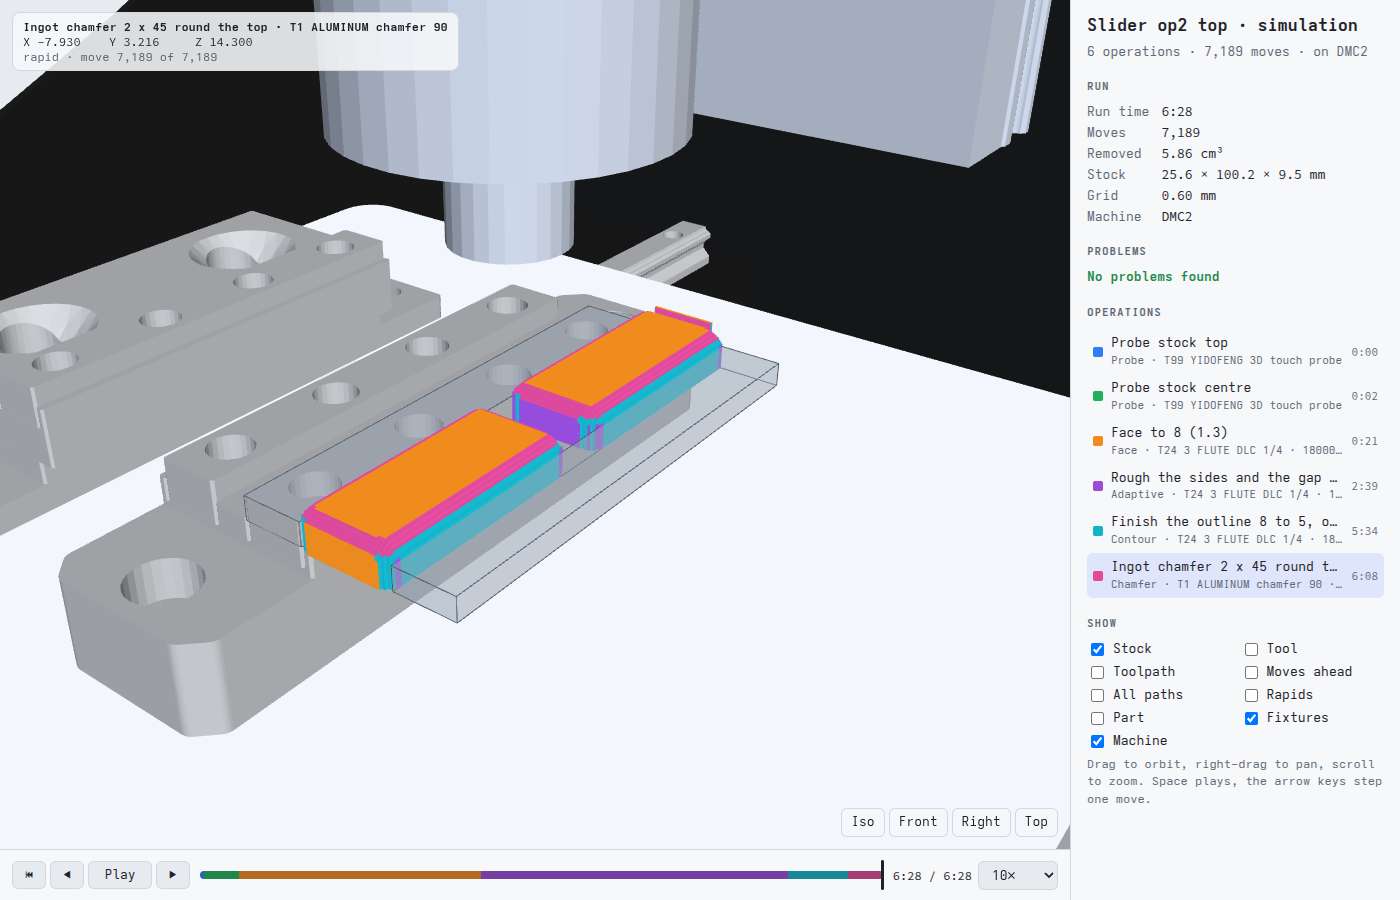 Ingot chamfer 2 x 45 round the top · T1 ALUMINUM chamfer 90
X -7.930 Y 3.216 Z 14.300
rapid · move 7,189 of 7,189
Slider op2 top · simulation
6 operations · 7,189 moves · on DMC2
RUN
Run time 6:28
Moves 7,189
Removed 5.86 cm³
Stock 25.6 × 100.2 × 9.5 mm
Grid 0.60 mm
Machine DMC2
PROBLEMS
No problems found
OPERATIONS
Probe stock top
Probe · T99 YIDOFENG 3D touch probe 0:00
Probe stock centre
Probe · T99 YIDOFENG 3D touch probe 0:02
Face to 8 (1.3)
Face · T24 3 FLUTE DLC 1/4 · 18000… 0:21
Rough the sides and the gap …
Adaptive · T24 3 FLUTE DLC 1/4 · 1… 2:39
Finish the outline 8 to 5, o…
Contour · T24 3 FLUTE DLC 1/4 · 18… 5:34
Ingot chamfer 2 x 45 round t…
Chamfer · T1 ALUMINUM chamfer 90 ·… 6:08
SHOW
Stock Tool
Toolpath Moves ahead
All paths Rapids
Part Fixtures
Machine
Drag to orbit, right-drag to pan, scroll
to zoom. Space plays, the arrow keys step
one move.
Iso Front Right Top
Play 6:28 / 6:28 10×